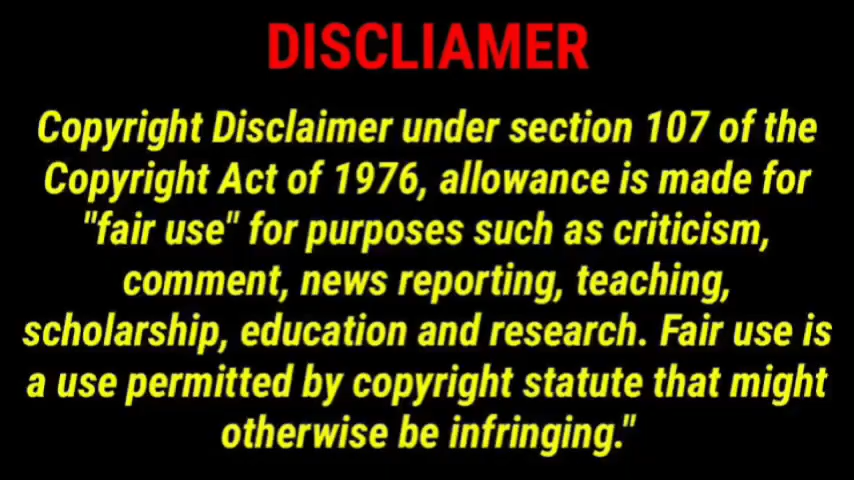 DISCLIAMER
Copyright Disclaimer under section 107 of the
Copyright Act of 1976, allowance is made for
"fair use" for purposes such as criticism,
comment, news reporting, teaching,
scholarship, education and research. Fair use is
a use permitted by copyright statute that might
otherwise be infringing."